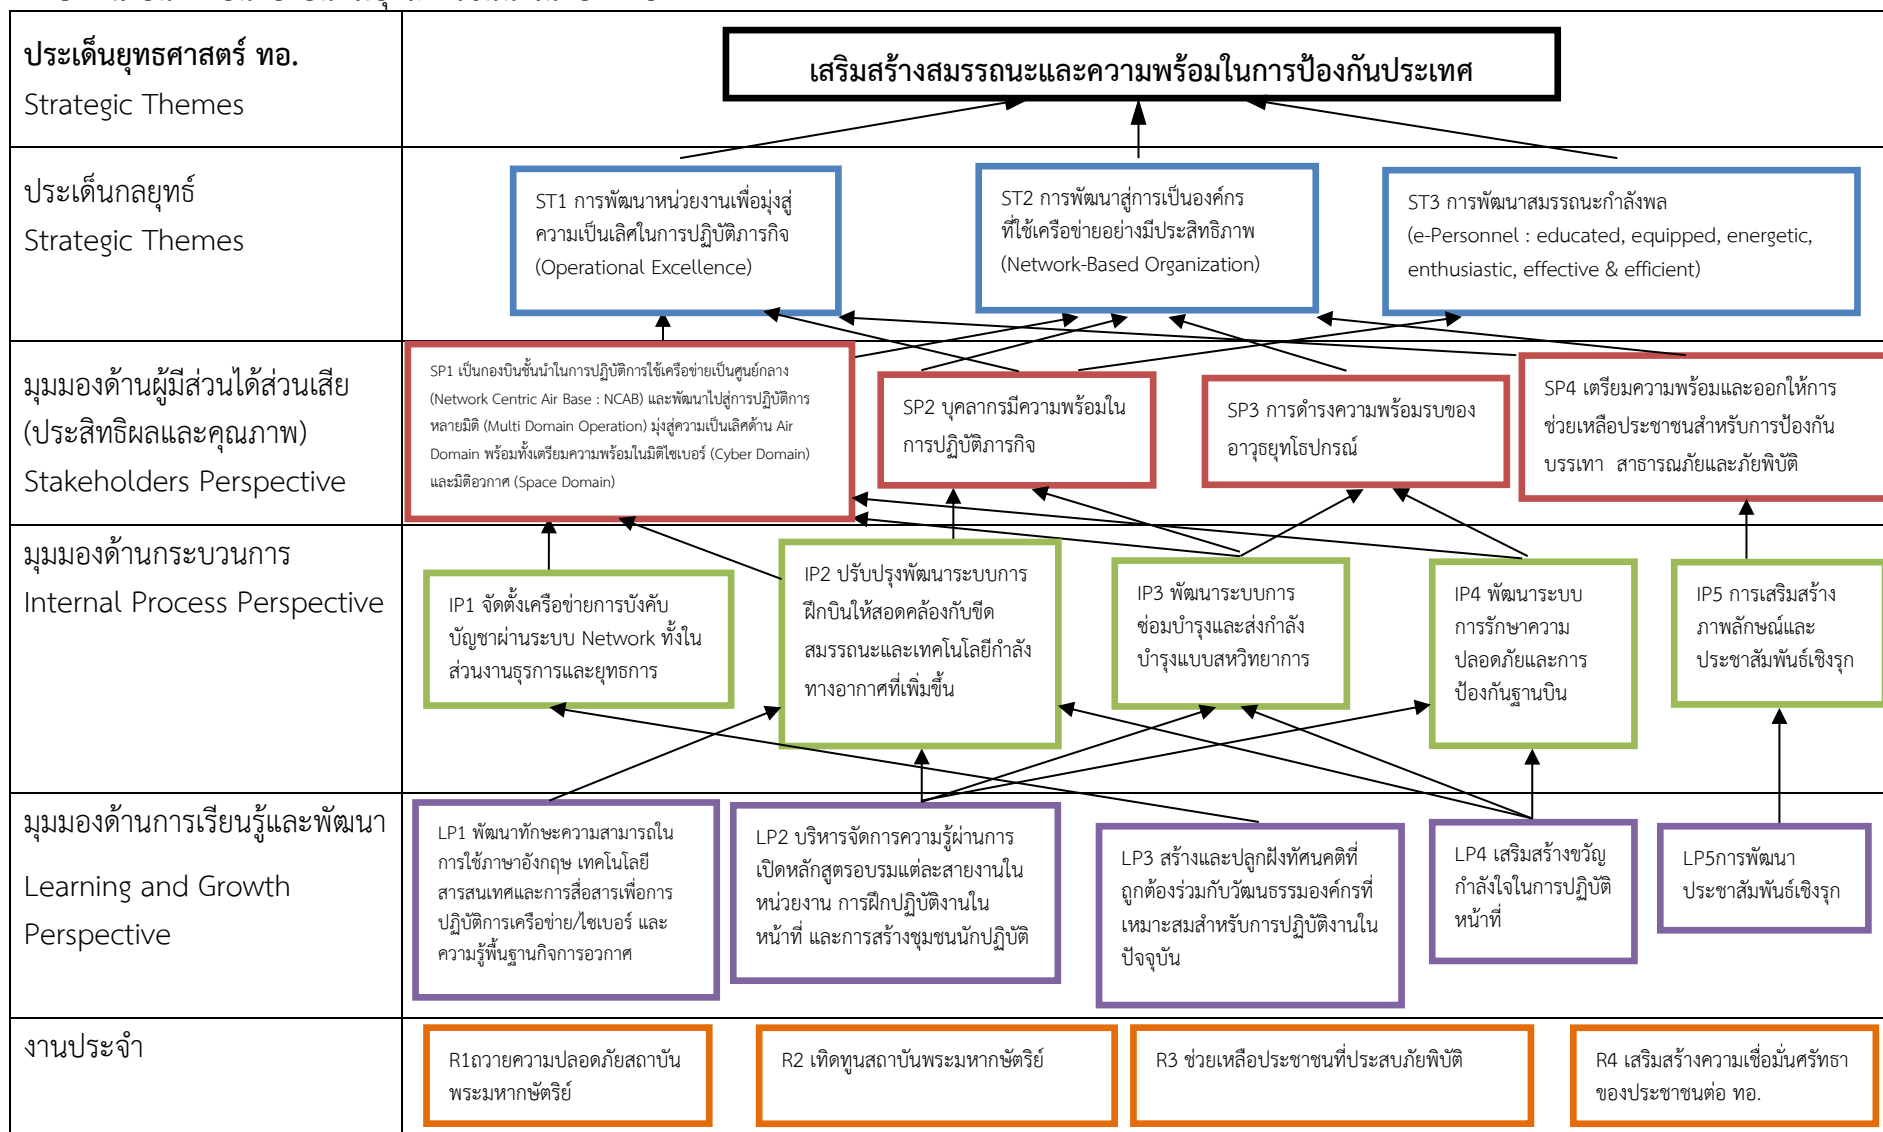 ประเด็นยุทธศาสตร์ ทอ.
Strategic Themes
เสริมสร้างสมรรถนะและความพร้อมในการป้องกันประเทศ
ประเด็นกลยุทธ์
Strategic Themes
ST1 การพัฒนาหน่วยงานเพื่อมุ่งสู่
ความเป็นเลิศในการปฏิบัติภารกิจ
(Operational Excellence)
ST2 การพัฒนาสู่การเป็นองค์กร
ที่ใช้เครือข่ายอย่างมีประสิทธิภาพ
(Network-Based Organization)
ST3 การพัฒนาสมรรถนะกำลังพล
(e-Personnel : educated, equipped, energetic,
enthusiastic, effective & efficient)
มุมมองด้านผู้มีส่วนได้ส่วนเสีย
(ประสิทธิผลและคุณภาพ)
Stakeholders Perspective
SP1 เป็นกองบินชั้นนำในการปฏิบัติการใช้เครือข่ายเป็นศูนย์กลาง
(Network Centric Air Base : NCAB) และพัฒนาไปสู่การปฏิบัติการ
หลายมิติ (Multi Domain Operation) มุ่งสู่ความเป็นเลิศด้าน Air
Domain พร้อมทั้งเตรียมความพร้อมในมิติไซเบอร์ (Cyber Domain)
และมิติอวกาศ (Space Domain)
SP2 บุคลากรมีความพร้อมใน
การปฏิบัติภารกิจ
SP3 การดำรงความพร้อมรบของ
อาวุธยุทโธปกรณ์
SP4 เตรียมความพร้อมและออกให้การ
ช่วยเหลือประชาชนสำหรับการป้องกัน
บรรเทา สาธารณภัยและภัยพิบัติ
มุมมองด้านกระบวนการ
Internal Process Perspective
IP1 จัดตั้งเครือข่ายการบังคับ
บัญชาผ่านระบบ Network ทั้งใน
ส่วนงานธุรการและยุทธการ
IP2 ปรับปรุงพัฒนาระบบการ
ฝึกบินให้สอดคล้องกับขีด
สมรรถนะและเทคโนโลยีกำลัง
ทางอากาศที่เพิ่มขึ้น
IP3 พัฒนาระบบการ
ซ่อมบำรุงและส่งกำลัง
บำรุงแบบสหวิทยาการ
IP4 พัฒนาระบบ
การรักษาความ
ปลอดภัยและการ
ป้องกันฐานบิน
IP5 การเสริมสร้าง
ภาพลักษณ์และ
ประชาสัมพันธ์เชิงรุก
มุมมองด้านการเรียนรู้และพัฒนา
Learning and Growth
Perspective
LP1 พัฒนาทักษะความสามารถใน
การใช้ภาษาอังกฤษ เทคโนโลยี
สารสนเทศและการสื่อสารเพื่อการ
ปฏิบัติการเครือข่าย/ไซเบอร์ และ
ความรู้พื้นฐานกิจการอวกาศ
LP2 บริหารจัดการความรู้ผ่านการ
เปิดหลักสูตรอบรมแต่ละสายงานใน
หน่วยงาน การฝึกปฏิบัติงานใน
หน้าที่ และการสร้างชุมชนนักปฏิบัติ
LP3 สร้างและปลูกฝังทัศนคติที่
ถูกต้องร่วมกับวัฒนธรรมองค์กรที่
เหมาะสมสำหรับการปฏิบัติงานใน
ปัจจุบัน
LP4 เสริมสร้างขวัญ
กำลังใจในการปฏิบัติ
หน้าที่
LP5การพัฒนา
ประชาสัมพันธ์เชิงรุก
งานประจำ
R1ถวายความปลอดภัยสถาบัน
พระมหากษัตริย์
R2 เทิดทูนสถาบันพระมหากษัตริย์
R3 ช่วยเหลือประชาชนที่ประสบภัยพิบัติ
R4 เสริมสร้างความเชื่อมั่นศรัทธา
ของประชาชนต่อ ทอ.